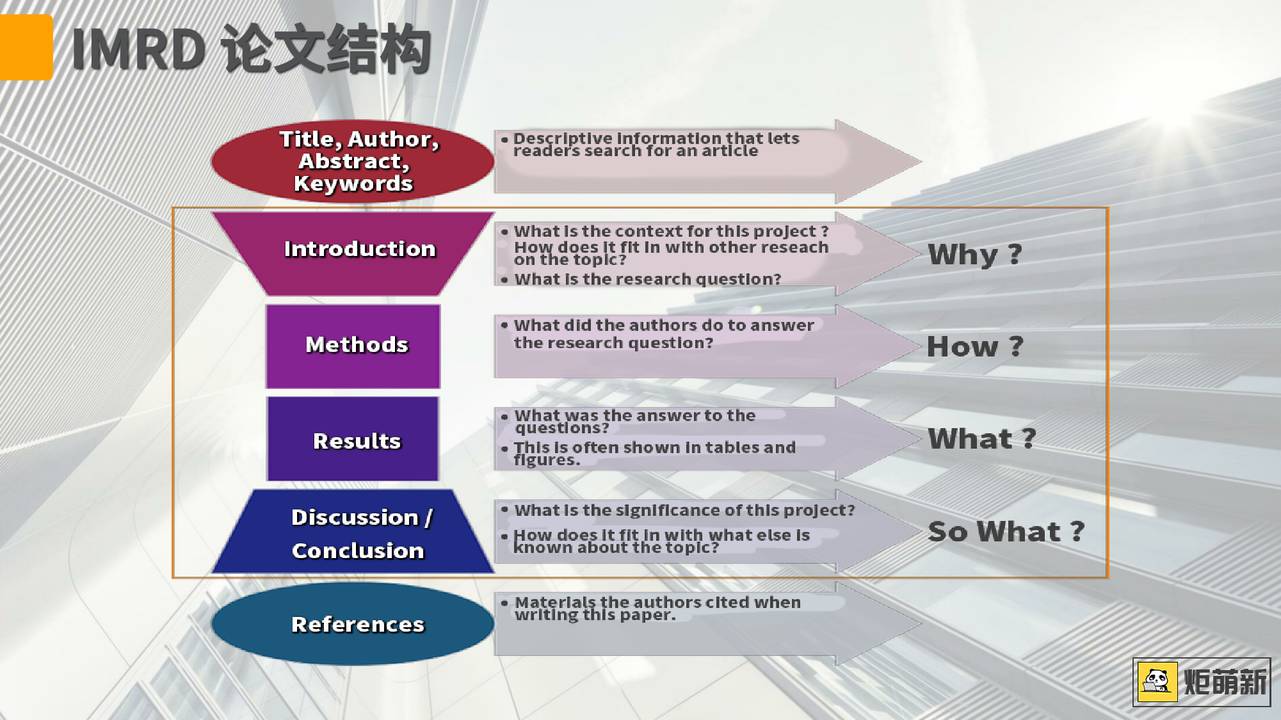 IMRD 论文结构
Title, Author,
Abstract,
Keywords
• Descriptive information that lets
readers search for an article
Introduction
• What is the context for this project ?
How does it fit in with other reseach
on the topic?
• What is the research question?
Why ?
Methods
• What did the authors do to answer
the research question?
How ?
Results
• What was the answer to the
questions?
• This is often shown in tables and
figures.
What ?
Discussion /
Conclusion
• What is the significance of this project?
• How does it fit in with what else is
known about the topic?
So What ?
References
• Materials the authors cited when
writing this paper.
炬萌新